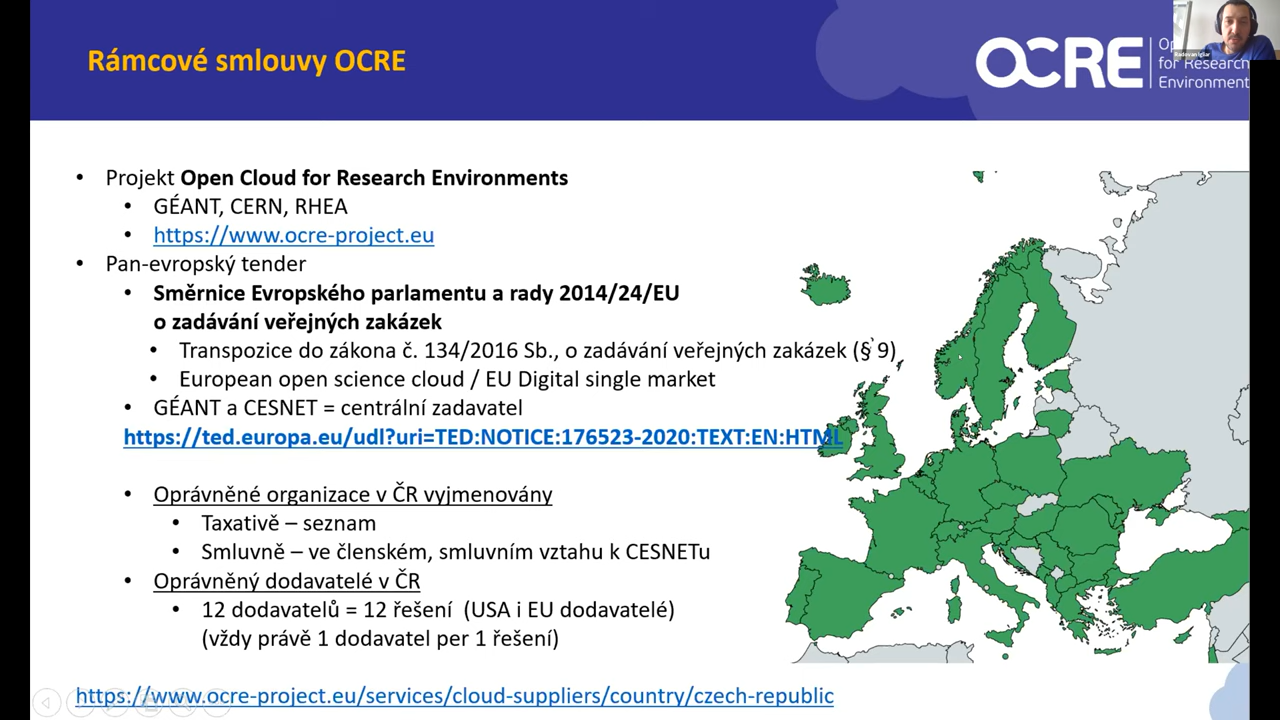 Rámcové smlouvy OCRE
OCRE
for Research
Environment
Radovan Igliar
• Projekt Open Cloud for Research Environments
• GÉANT, CERN, RHEA
• https://www.ocre-project.eu
• Pan-evropský tender
• Směrnice Evropského parlamentu a rady 2014/24/EU
o zadávání veřejných zakázek
• Transpozice do zákona č. 134/2016 Sb., o zadávání veřejných zakázek (§ 9),
• European open science cloud / EU Digital single market
• GÉANT a CESNET = centrální zadavatel
https://ted.europa.eu/udl?uri=TED:NOTICE:176523-2020:TEXT:EN:HTML
• Oprávněné organizace v ČR vyjmenovány
• Taxativě – seznam
• Smluvně – ve členském, smluvním vztahu k CESNETu
• Oprávněný dodavatelé v ČR
• 12 dodavatelů = 12 řešení (USA i EU dodavatelé)
(vždy právě 1 dodavatel per 1 řešení)
https://www.ocre-project.eu/services/cloud-suppliers/country/czech-republic